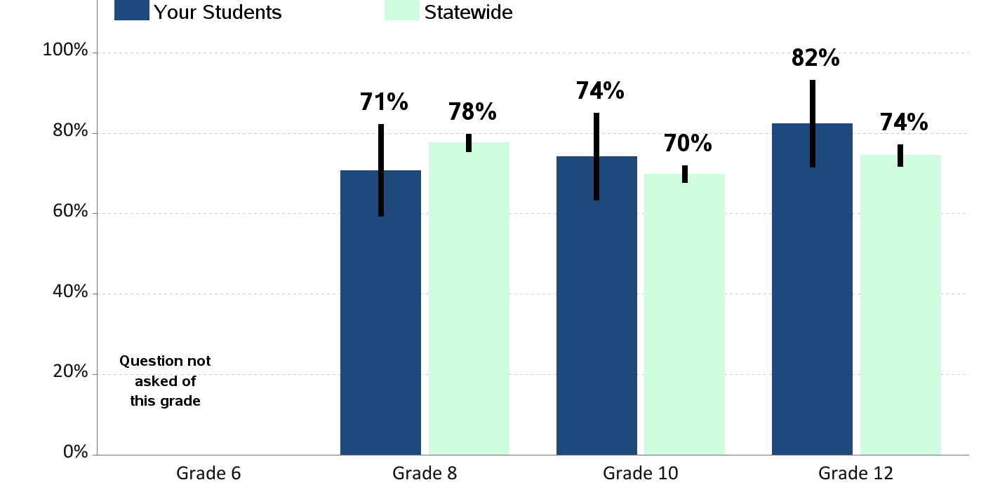 Your Students
Statewide
100%
80%
60%
40%
20%
0%
71%
78%
74%
70%
82%
74%
Question not
asked of
this grade
Grade 6
Grade 8
Grade 10
Grade 12